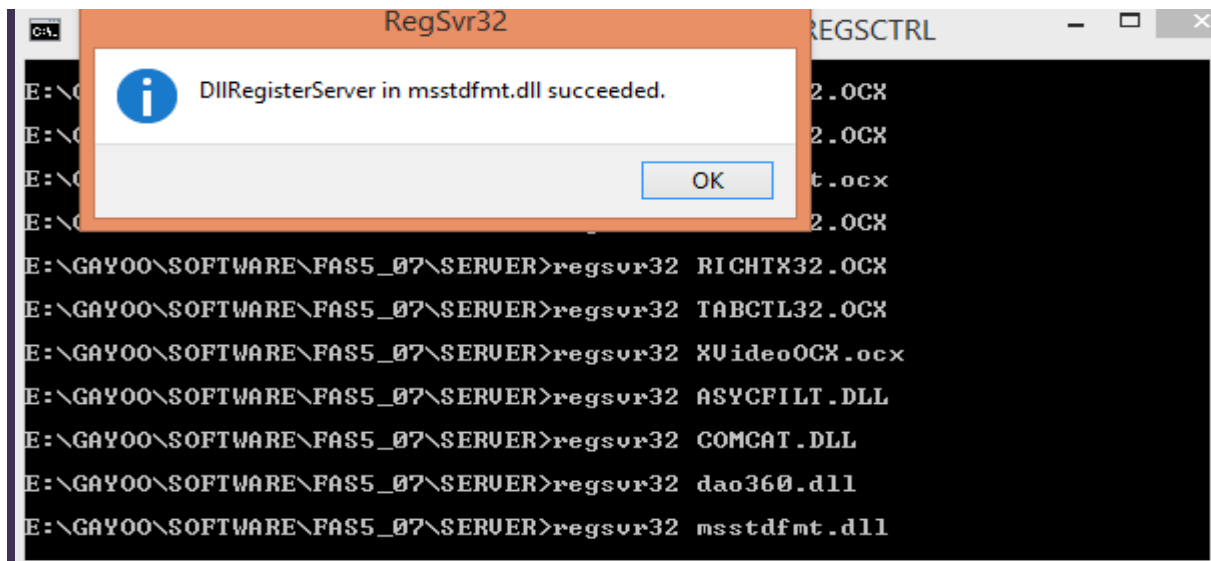 RegSvr32
REGSCTRL
DllRegisterServer in msstdfmt.dll succeeded.
OK
E:\
2.OCX
E:\
2.OCX
E:\
t.ocx
E:\
2.OCX
E:\GAYOO\SOFTWARE\FAS5_07\SERVER>regsvr32 RICHTX32.OCX
E:\GAYOO\SOFTWARE\FAS5_07\SERVER>regsvr32 TABCTL32.OCX
E:\GAYOO\SOFTWARE\FAS5_07\SERVER>regsvr32 XVideoOCX.ocx
E:\GAYOO\SOFTWARE\FAS5_07\SERVER>regsvr32 ASYCFILT.DLL
E:\GAYOO\SOFTWARE\FAS5_07\SERVER>regsvr32 COMCAT.DLL
E:\GAYOO\SOFTWARE\FAS5_07\SERVER>regsvr32 dao360.dll
E:\GAYOO\SOFTWARE\FAS5_07\SERVER>regsvr32 msstdfmt.dll